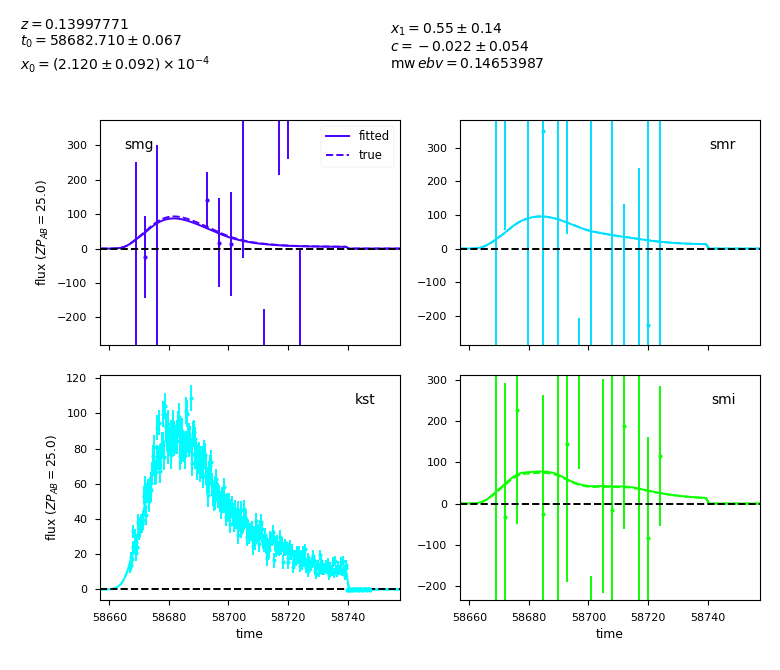 z = 0.13997771
t₀ = 58682.710 ± 0.067
x₀ = (2.120 ± 0.092) × 10⁻⁴
x₁ = 0.55 ± 0.14
c = −0.022 ± 0.054
mw ebv = 0.14653987
smg
fitted
true
300
200
100
0
−100
−200
flux (ZP_AB = 25.0)
smr
300
200
100
0
−100
−200
kst
120
100
80
60
40
20
0
flux (ZP_AB = 25.0)
58660 58680 58700 58720 58740
time
smi
300
200
100
0
−100
−200
58660 58680 58700 58720 58740
time